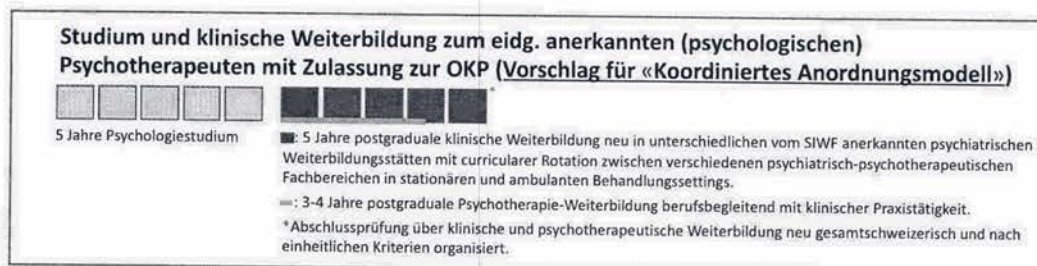 Studium und klinische Weiterbildung zum eidg. anerkannten (psychologischen)
Psychotherapeuten mit Zulassung zur OKP (Vorschlag für «Koordiniertes Anordnungsmodell»)
*
5 Jahre Psychologiestudium
: 5 Jahre postgraduale klinische Weiterbildung neu in unterschiedlichen vom SIWF anerkannten psychiatrischen
Weiterbildungsstätten mit curricularer Rotation zwischen verschiedenen psychiatrisch-psychotherapeutischen
Fachbereichen in stationären und ambulanten Behandlungssettings.
: 3-4 Jahre postgraduale Psychotherapie-Weiterbildung berufsbegleitend mit klinischer Praxistätigkeit.
*Abschlussprüfung über klinische und psychotherapeutische Weiterbildung neu gesamtschweizerisch und nach
einheitlichen Kriterien organisiert.